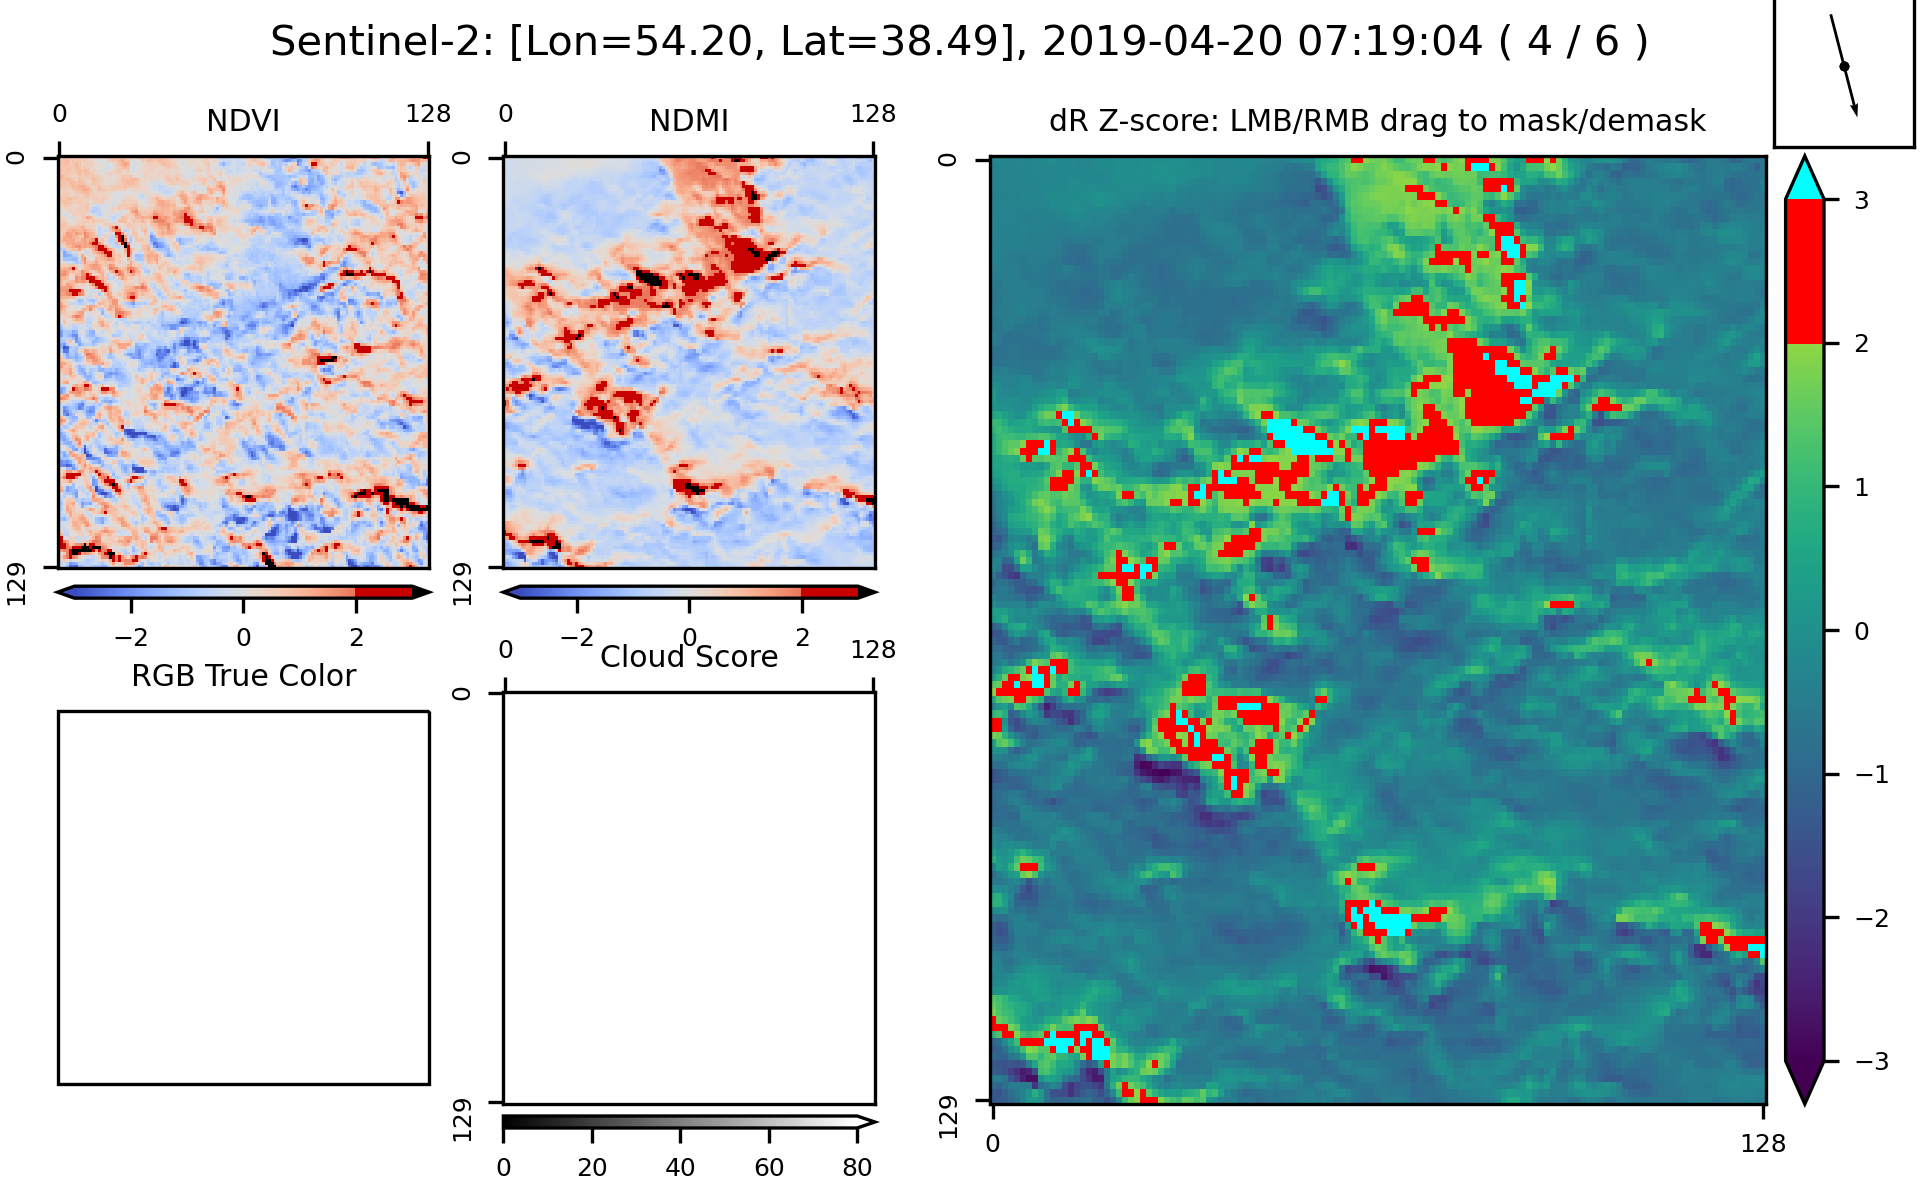 Sentinel-2: [Lon=54.20, Lat=38.49], 2019-04-20 07:19:04 ( 4 / 6 )
0 NDVI 128
0
129
−2 0 2
0 NDMI 128
0
129
−2 0 2
dR Z-score: LMB/RMB drag to mask/demask
0
129
0 128
3
2
1
0
−1
−2
−3
RGB True Color
0 Cloud Score 128
0
129
0 20 40 60 80